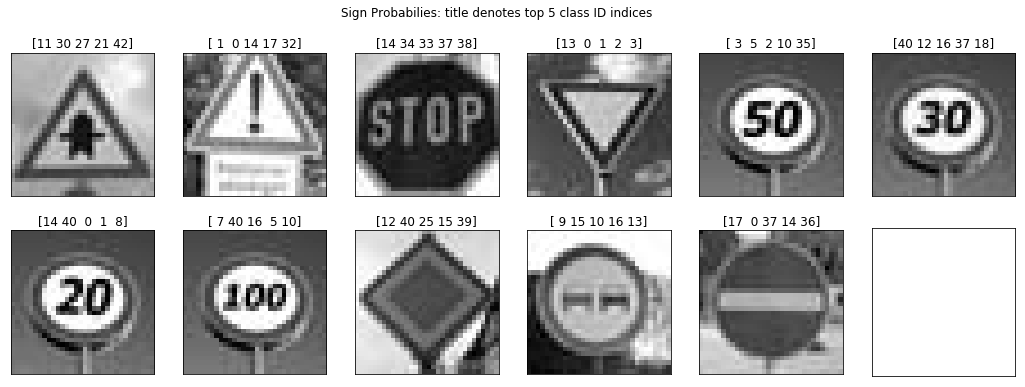 Sign Probabilies: title denotes top 5 class ID indices
[11 30 27 21 42]
[ 1  0 14 17 32]
[14 34 33 37 38]
[13  0  1  2  3]
[ 3  5  2 10 35]
[40 12 16 37 18]
!
STOP
50
30
[14 40  0  1  8]
[ 7 40 16  5 10]
[12 40 25 15 39]
[ 9 15 10 16 13]
[17  0 37 14 36]
20
100